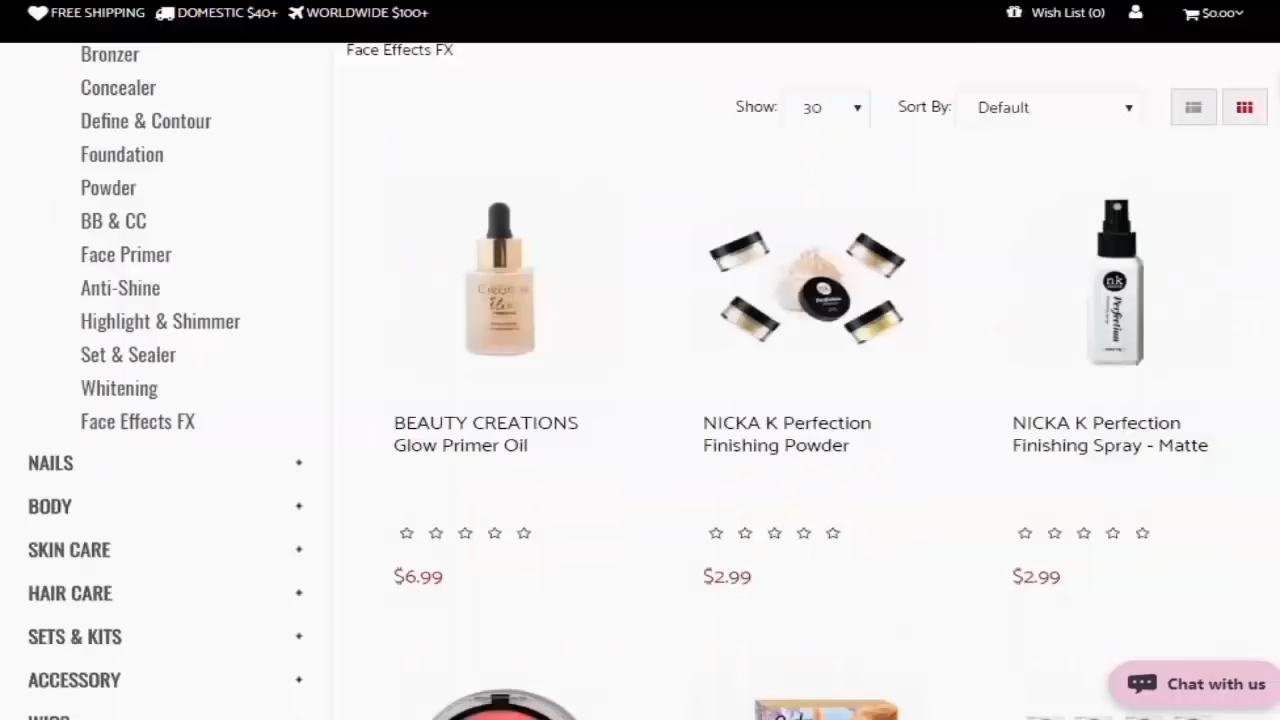 FREE SHIPPING DOMESTIC $40+ WORLDWIDE $100+
Wish List (0)
$0.00
Bronzer
Concealer
Define & Contour
Foundation
Powder
BB & CC
Face Primer
Anti-Shine
Highlight & Shimmer
Set & Sealer
Whitening
Face Effects FX
NAILS +
BODY +
SKIN CARE +
HAIR CARE +
SETS & KITS +
ACCESSORY +
Face Effects FX
Show: 30
Sort By: Default
BEAUTY CREATIONS
Glow Primer Oil
$6.99
NICKA K Perfection
Finishing Powder
$2.99
nk
Perfection
NICKA K Perfection
Finishing Spray - Matte
$2.99
Chat with us